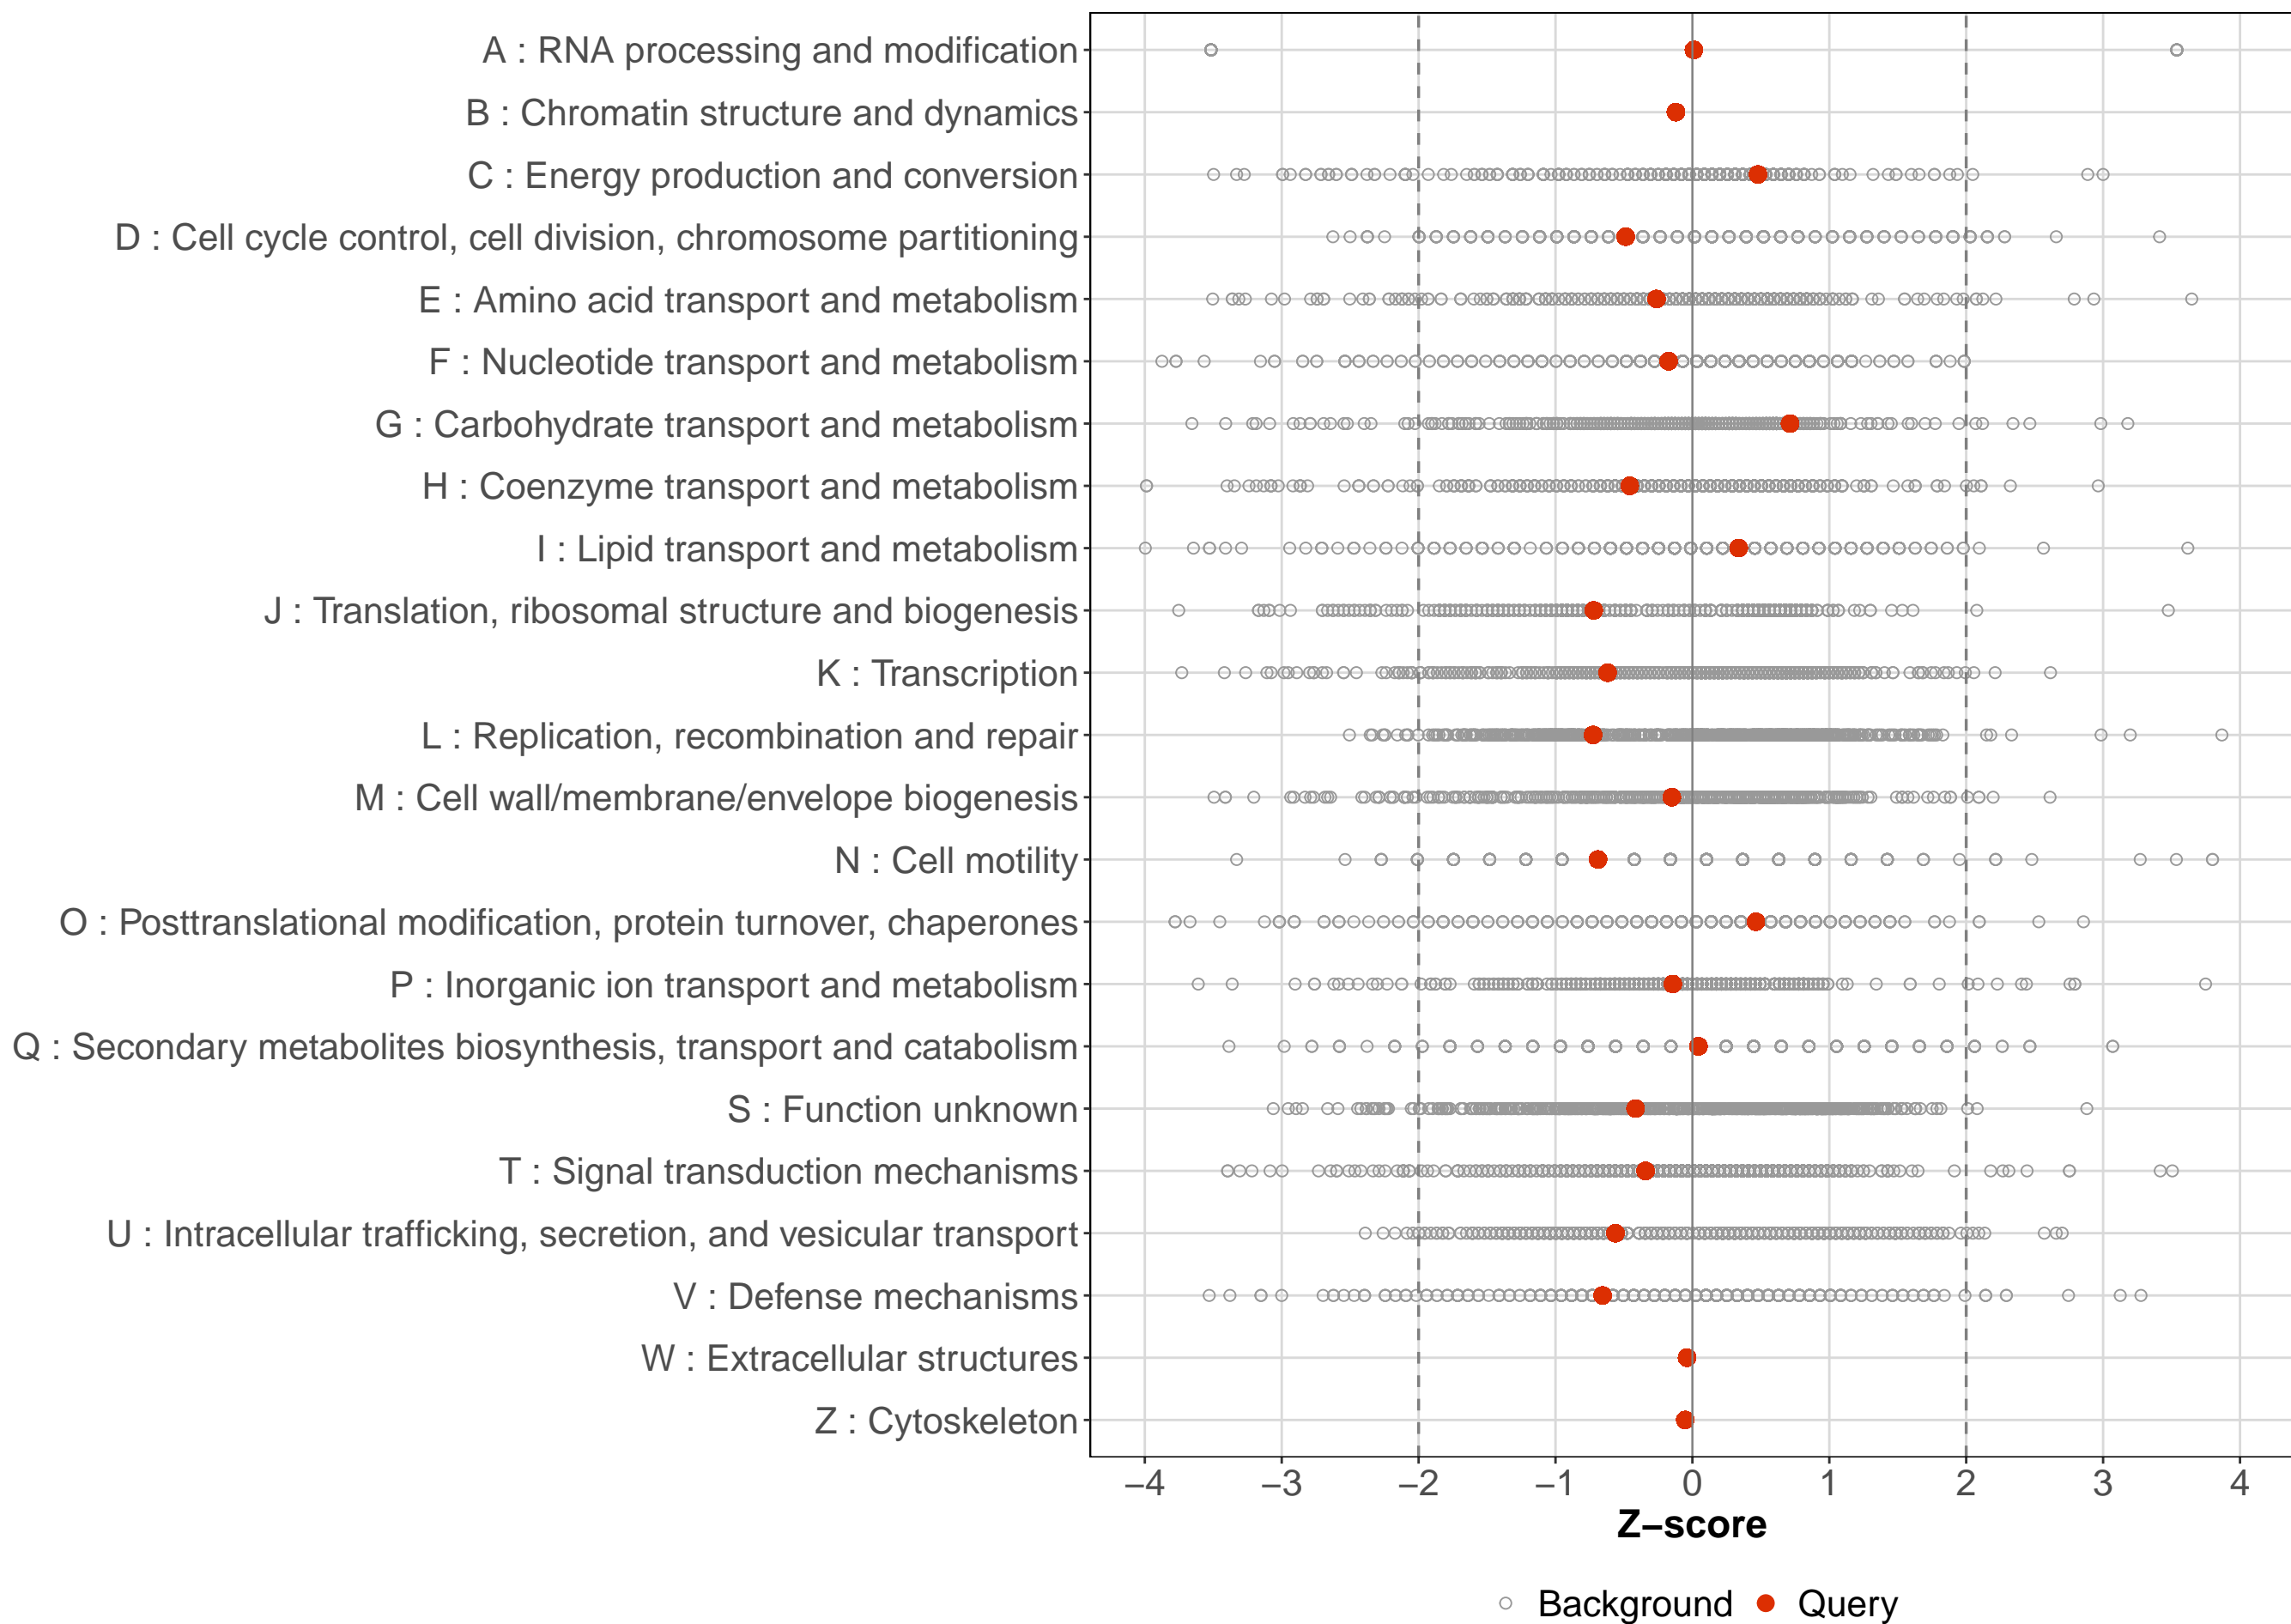 A : RNA processing and modification
B : Chromatin structure and dynamics
C : Energy production and conversion
D : Cell cycle control, cell division, chromosome partitioning
E : Amino acid transport and metabolism
F : Nucleotide transport and metabolism
G : Carbohydrate transport and metabolism
H : Coenzyme transport and metabolism
I : Lipid transport and metabolism
J : Translation, ribosomal structure and biogenesis
K : Transcription
L : Replication, recombination and repair
M : Cell wall/membrane/envelope biogenesis
N : Cell motility
O : Posttranslational modification, protein turnover, chaperones
P : Inorganic ion transport and metabolism
Q : Secondary metabolites biosynthesis, transport and catabolism
S : Function unknown
T : Signal transduction mechanisms
U : Intracellular trafficking, secretion, and vesicular transport
V : Defense mechanisms
W : Extracellular structures
Z : Cytoskeleton
−4 −3 −2 −1 0 1 2 3 4
Z−score
Background Query